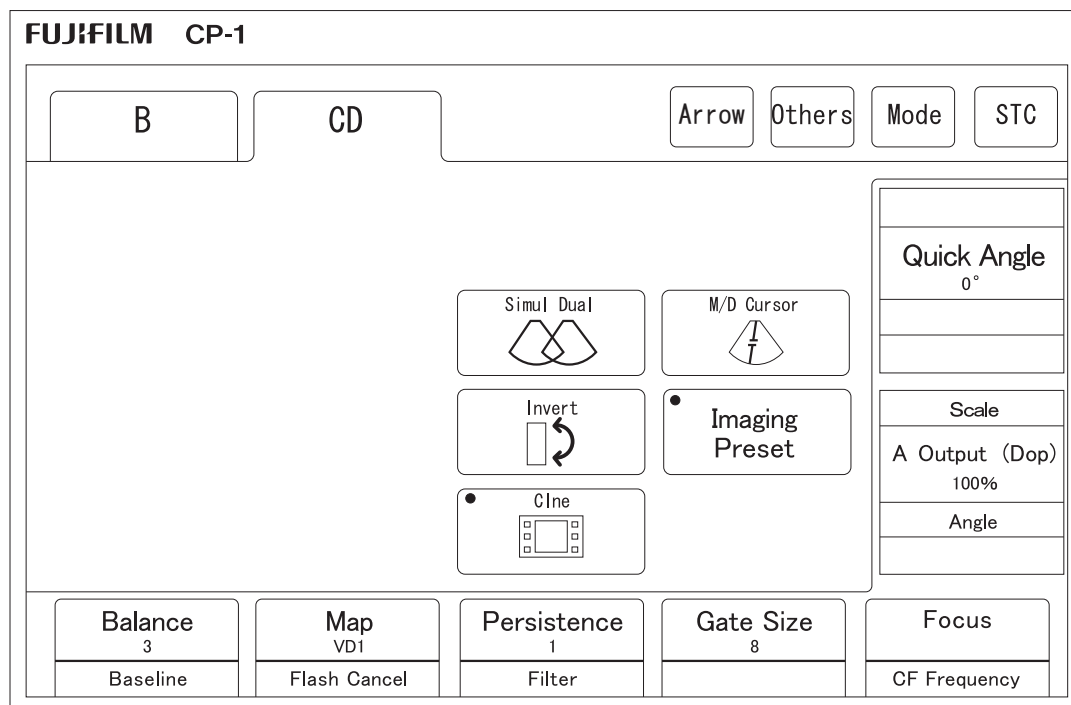 FUJIFILM CP-1
B
CD
Arrow
Others
Mode
STC
Quick Angle
0°
Simul Dual
M/D Cursor
Invert
Imaging
Preset
CIne
Scale
A Output (Dop)
100%
Angle
Balance
3
Baseline
Map
VD1
Flash Cancel
Persistence
1
Filter
Gate Size
8
Focus
CF Frequency